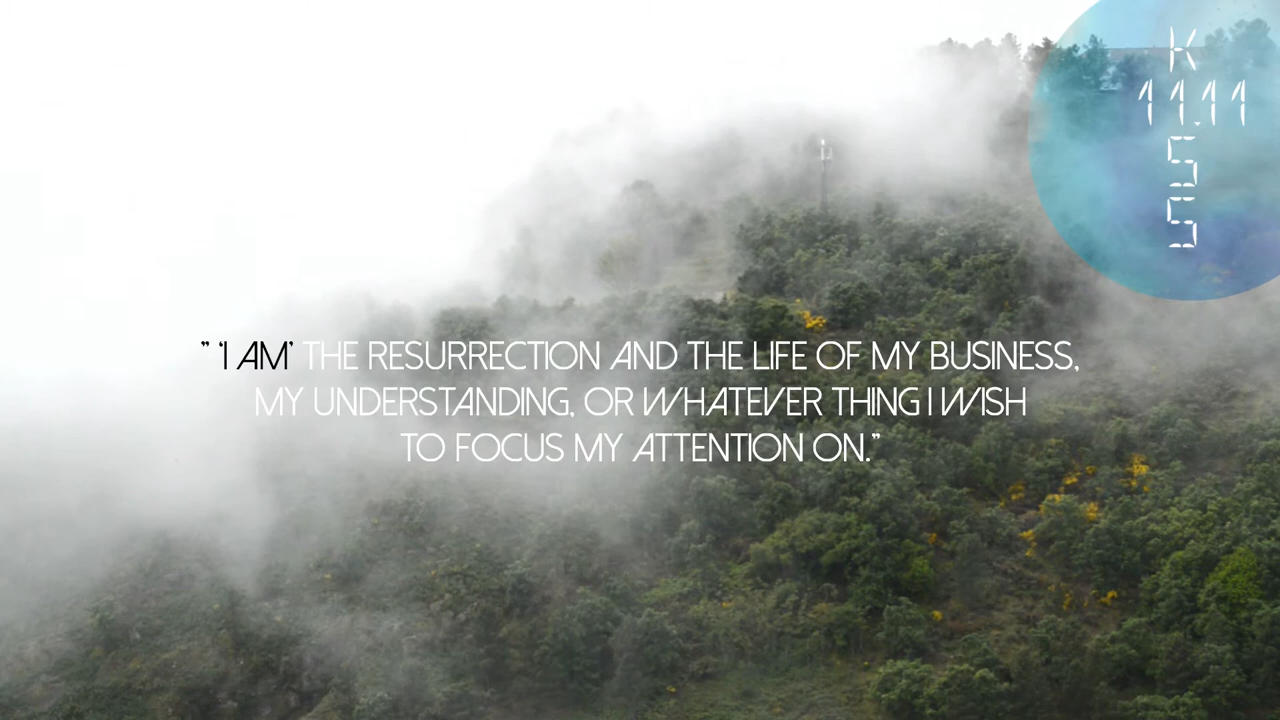 K
11.11
S
S
" 'I AM' THE RESURRECTION AND THE LIFE OF MY BUSINESS,
MY UNDERSTANDING, OR WHATEVER THING I WISH
TO FOCUS MY ATTENTION ON."